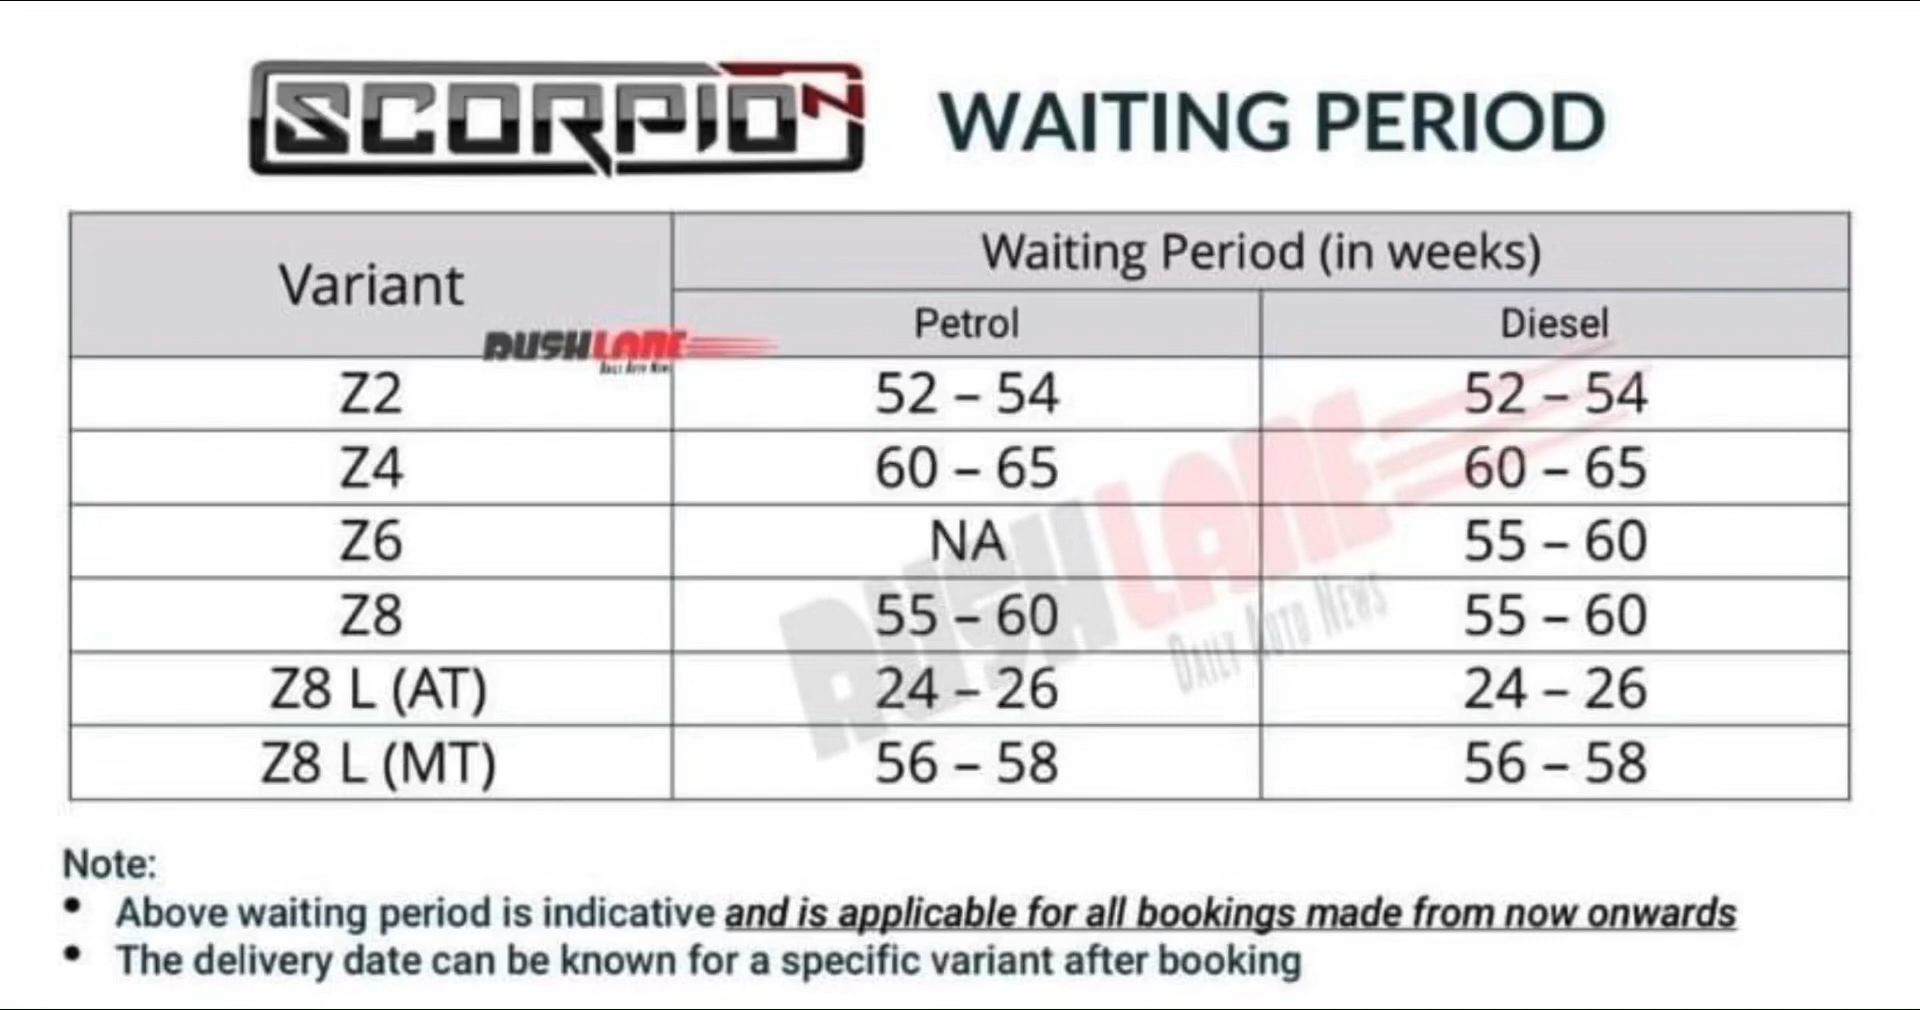 SCORPIO N WAITING PERIOD
Variant
Waiting Period (in weeks)
Petrol Diesel
RUSHLANE
DAILY AUTO NEWS
Z2 52 – 54 52 – 54
Z4 60 – 65 60 – 65
Z6 NA 55 – 60
Z8 55 – 60 55 – 60
Z8 L (AT) 24 – 26 24 – 26
Z8 L (MT) 56 – 58 56 – 58
RUSHLANE
DAILY AUTO NEWS
Note:
• Above waiting period is indicative and is applicable for all bookings made from now onwards
• The delivery date can be known for a specific variant after booking